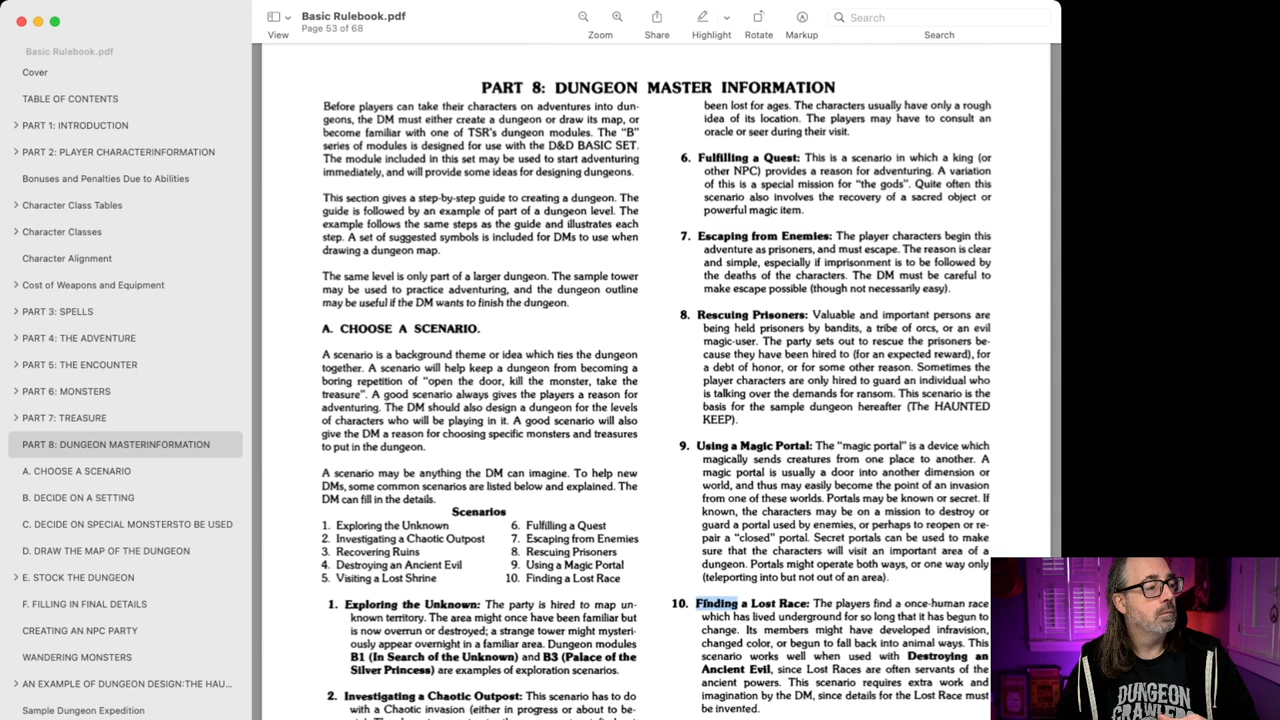 Basic Rulebook.pdf
Page 53 of 68
View
Zoom
Share
Highlight
Rotate
Markup
Search
Search
Basic Rulebook.pdf
Cover
TABLE OF CONTENTS
PART 1: INTRODUCTION
PART 2: PLAYER CHARACTERINFORMATION
Bonuses and Penalties Due to Abilities
Character Class Tables
Character Classes
Character Alignment
Cost of Weapons and Equipment
PART 3: SPELLS
PART 4: THE ADVENTURE
PART 5: THE ENCOUNTER
PART 6: MONSTERS
PART 7: TREASURE
PART 8: DUNGEON MASTERINFORMATION
A. CHOOSE A SCENARIO
B. DECIDE ON A SETTING
C. DECIDE ON SPECIAL MONSTERSTO BE USED
D. DRAW THE MAP OF THE DUNGEON
E. STOCK THE DUNGEON
F. FILLING IN FINAL DETAILS
CREATING AN NPC PARTY
WANDERING MONSTERS
AN EXAMPLE OF DUNGEON DESIGN:THE HAU...
Sample Dungeon Expedition
PART 8: DUNGEON MASTER INFORMATION
Before players can take their characters on adventures into dun-
geons, the DM must either create a dungeon or draw its map, or
become familiar with one of TSR's dungeon modules. The "B"
series of modules is designed for use with the D&D BASIC SET.
The module included in this set may be used to start adventuring
immediately, and will provide some ideas for designing dungeons.
This section gives a step-by-step guide to creating a dungeon. The
guide is followed by an example of part of a dungeon level. The
example follows the same steps as the guide and illustrates each
step. A set of suggested symbols is included for DMs to use when
drawing a dungeon map.
The same level is only part of a larger dungeon. The sample tower
may be used to practice adventuring, and the dungeon outline
may be useful if the DM wants to finish the dungeon.
A. CHOOSE A SCENARIO.
A scenario is a background theme or idea which ties the dungeon
together. A scenario will help keep a dungeon from becoming a
boring repetition of "open the door, kill the monster, take the
treasure". A good scenario always gives the players a reason for
adventuring. The DM should also design a dungeon for the levels
of characters who will be playing in it. A good scenario will also
give the DM a reason for choosing specific monsters and treasures
to put in the dungeon.
A scenario may be anything the DM can imagine. To help new
DMs, some common scenarios are listed below and explained. The
DM can fill in the details.
Scenarios
1. Exploring the Unknown
2. Investigating a Chaotic Outpost
3. Recovering Ruins
4. Destroying an Ancient Evil
5. Visiting a Lost Shrine
6. Fulfilling a Quest
7. Escaping from Enemies
8. Rescuing Prisoners
9. Using a Magic Portal
10. Finding a Lost Race
1. Exploring the Unknown: The party is hired to map un-
known territory. The area might once have been familiar but
is now overrun or destroyed; a strange tower might mysteri-
ously appear overnight in a familiar area. Dungeon modules
B1 (In Search of the Unknown) and B3 (Palace of the
Silver Princess) are examples of exploration scenarios.
2. Investigating a Chaotic Outpost: This scenario has to do
with a Chaotic invasion (either in progress or about to be-
been lost for ages. The characters usually have only a rough
idea of its location. The players may have to consult an
oracle or seer during their visit.
6. Fulfilling a Quest: This is a scenario in which a king (or
other NPC) provides a reason for adventuring. A variation
of this is a special mission for "the gods". Quite often this
scenario also involves the recovery of a sacred object or
powerful magic item.
7. Escaping from Enemies: The player characters begin this
adventure as prisoners, and must escape. The reason is clear
and simple, especially if imprisonment is to be followed by
the deaths of the characters. The DM must be careful to
make escape possible (though not necessarily easy).
8. Rescuing Prisoners: Valuable and important persons are
being held prisoners by bandits, a tribe of orcs, or an evil
magic-user. The party sets out to rescue the prisoners be-
cause they have been hired to (for an expected reward), for
a debt of honor, or for some other reason. Sometimes the
player characters are only hired to guard an individual who
is talking over the demands for ransom. This scenario is the
basis for the sample dungeon hereafter (The HAUNTED
KEEP).
9. Using a Magic Portal: The "magic portal" is a device which
magically sends creatures from one place to another. A
magic portal is usually a door into another dimension or
world, and thus may easily become the point of an invasion
from one of these worlds. Portals may be known or secret. If
known, the characters may be on a mission to destroy or
guard a portal used by enemies, or perhaps to reopen or re-
pair a "closed" portal. Secret portals can be used to make
sure that the characters will visit an important area of a
dungeon. Portals might operate both ways, or one way only
(teleporting into but not out of an area).
10. Finding a Lost Race: The players find a once-human race
which has lived underground for so long that it has begun to
change. Its members might have developed infravision,
changed color, or begun to fall back into animal ways. This
scenario works well when used with Destroying an
Ancient Evil, since Lost Races are often servants of the
ancient powers. This scenario requires extra work and
imagination by the DM, since details for the Lost Race must
be invented.
DUNGEON